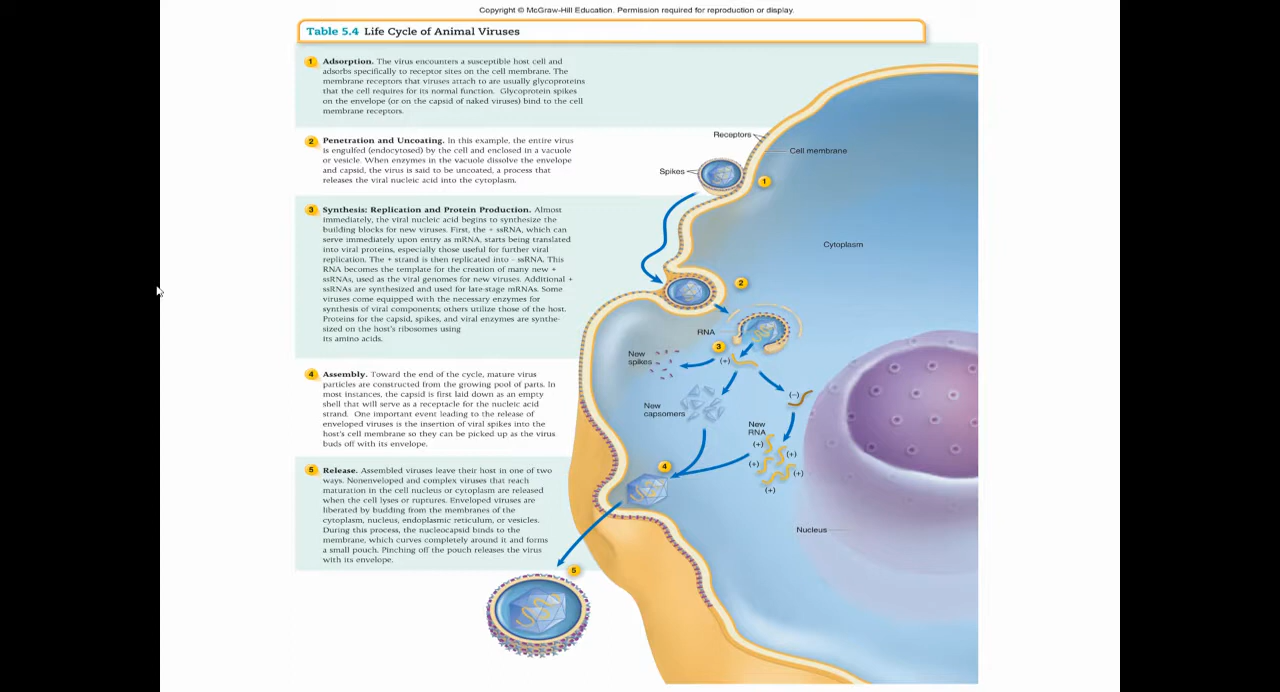 Copyright © McGraw-Hill Education. Permission required for reproduction or display.
Table 5.4 Life Cycle of Animal Viruses
1 Adsorption. The virus encounters a susceptible host cell and
adsorbs specifically to receptor sites on the cell membrane. The
membrane receptors that viruses attach to are usually glycoproteins
that the cell requires for its normal function. Glycoprotein spikes
on the envelope (or on the capsid of naked viruses) bind to the cell
membrane receptors.
2 Penetration and Uncoating. In this example, the entire virus
is engulfed (endocytosed) by the cell and enclosed in a vacuole
or vesicle. When enzymes in the vacuole dissolve the envelope
and capsid, the virus is said to be uncoated, a process that
releases the viral nucleic acid into the cytoplasm.
3 Synthesis: Replication and Protein Production. Almost
immediately, the viral nucleic acid begins to synthesize the
building blocks for new viruses. First, the + ssRNA, which can
serve immediately upon entry as mRNA, starts being translated
into viral proteins, especially those useful for further viral
replication. The + strand is then replicated into – ssRNA. This
RNA becomes the template for the creation of many new +
ssRNAs, used as the viral genomes for new viruses. Additional +
ssRNAs are synthesized and used for late-stage mRNAs. Some
viruses come equipped with the necessary enzymes for
synthesis of viral components; others utilize those of the host.
Proteins for the capsid, spikes, and viral enzymes are synthe-
sized on the host's ribosomes using
its amino acids.
4 Assembly. Toward the end of the cycle, mature virus
particles are constructed from the growing pool of parts. In
most instances, the capsid is first laid down as an empty
shell that will serve as a receptacle for the nucleic acid
strand. One important event leading to the release of
enveloped viruses is the insertion of viral spikes into the
host's cell membrane so they can be picked up as the virus
buds off with its envelope.
5 Release. Assembled viruses leave their host in one of two
ways. Nonenveloped and complex viruses that reach
maturation in the cell nucleus or cytoplasm are released
when the cell lyses or ruptures. Enveloped viruses are
liberated by budding from the membranes of the
cytoplasm, nucleus, endoplasmic reticulum, or vesicles.
During this process, the nucleocapsid binds to the
membrane, which curves completely around it and forms
a small pouch. Pinching off the pouch releases the virus
with its envelope.
Receptors
Cell membrane
Spikes
1
Cytoplasm
2
RNA
3
New
spikes
(+)
(–)
New
capsomers
New
RNA
(+)
(+)
(+)
(+)
(+)
4
Nucleus
5